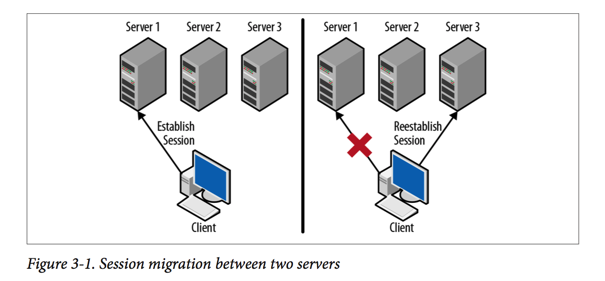 Server 1 Server 2 Server 3
Establish
Session
Client
Server 1 Server 2 Server 3
Reestablish
Session
Client
Figure 3-1. Session migration between two servers